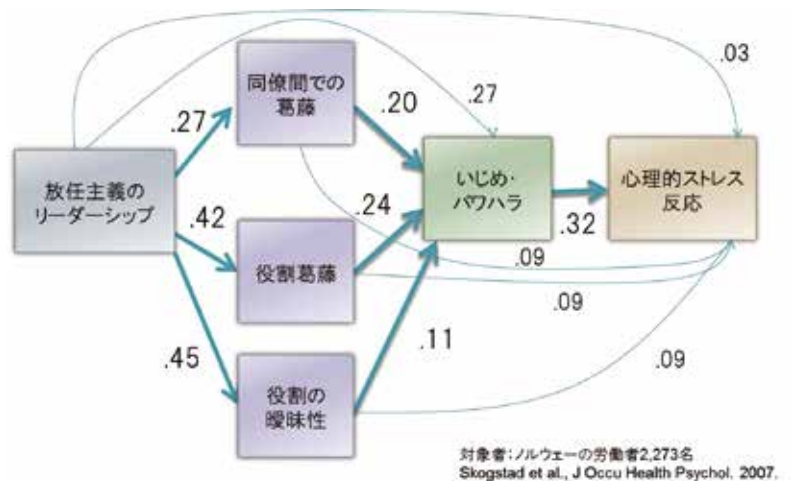 .03
同僚間での
葛藤
.27
.20
.27
放任主義の
リーダーシップ
いじめ・
パワハラ
心理的ストレス
反応
.42
.24
.32
役割葛藤
.09
.09
.45
.11
.09
役割の
曖昧性
対象者:ノルウェーの労働者2,273名
Skogstad et al., J Occu Health Psychol. 2007.